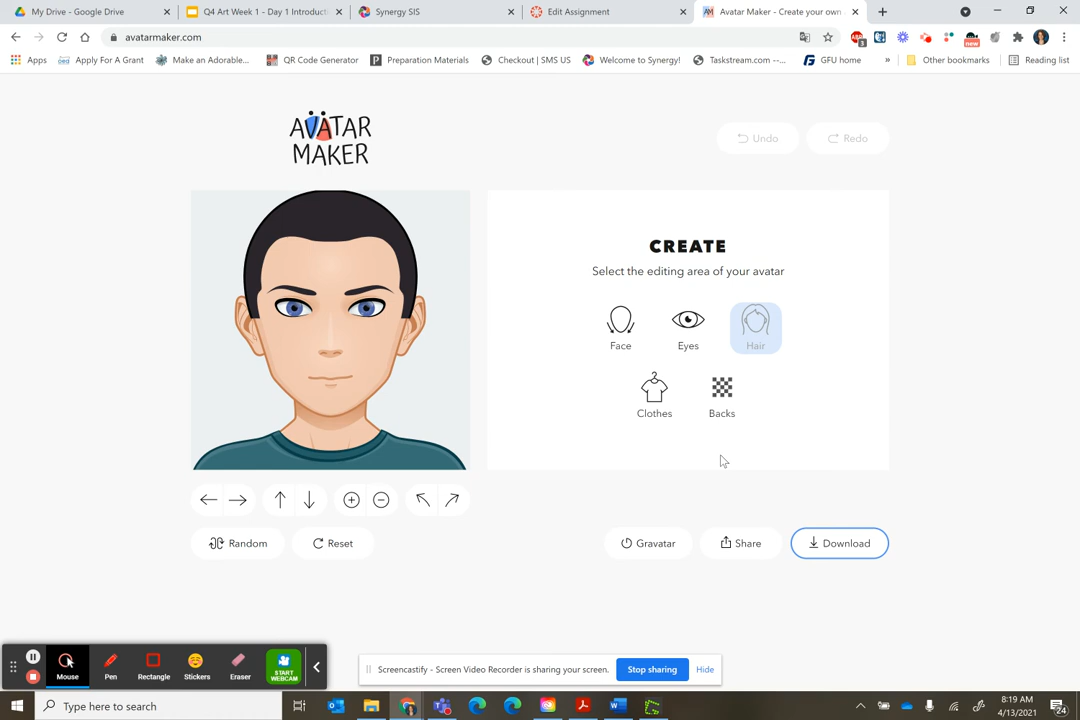 My Drive - Google Drive
Q4 Art Week 1 - Day 1 Introduct
Synergy SIS
Edit Assignment
Avatar Maker - Create your own
avatarmaker.com
Apps
Apply For A Grant
Make an Adorable...
QR Code Generator
Preparation Materials
Checkout | SMS US
Welcome to Synergy!
Taskstream.com --...
GFU home
»
Other bookmarks
Reading list
3
new
AVATAR
MAKER
Undo
Redo
CREATE
Select the editing area of your avatar
Face
Eyes
Hair
Clothes
Backs
Random
Reset
Gravatar
Share
Download
Mouse
Pen
Rectangle
Stickers
Eraser
START
WEBCAM
Screencastify - Screen Video Recorder is sharing your screen.
Stop sharing
Hide
Type here to search
8:19 AM
4/13/2021
24